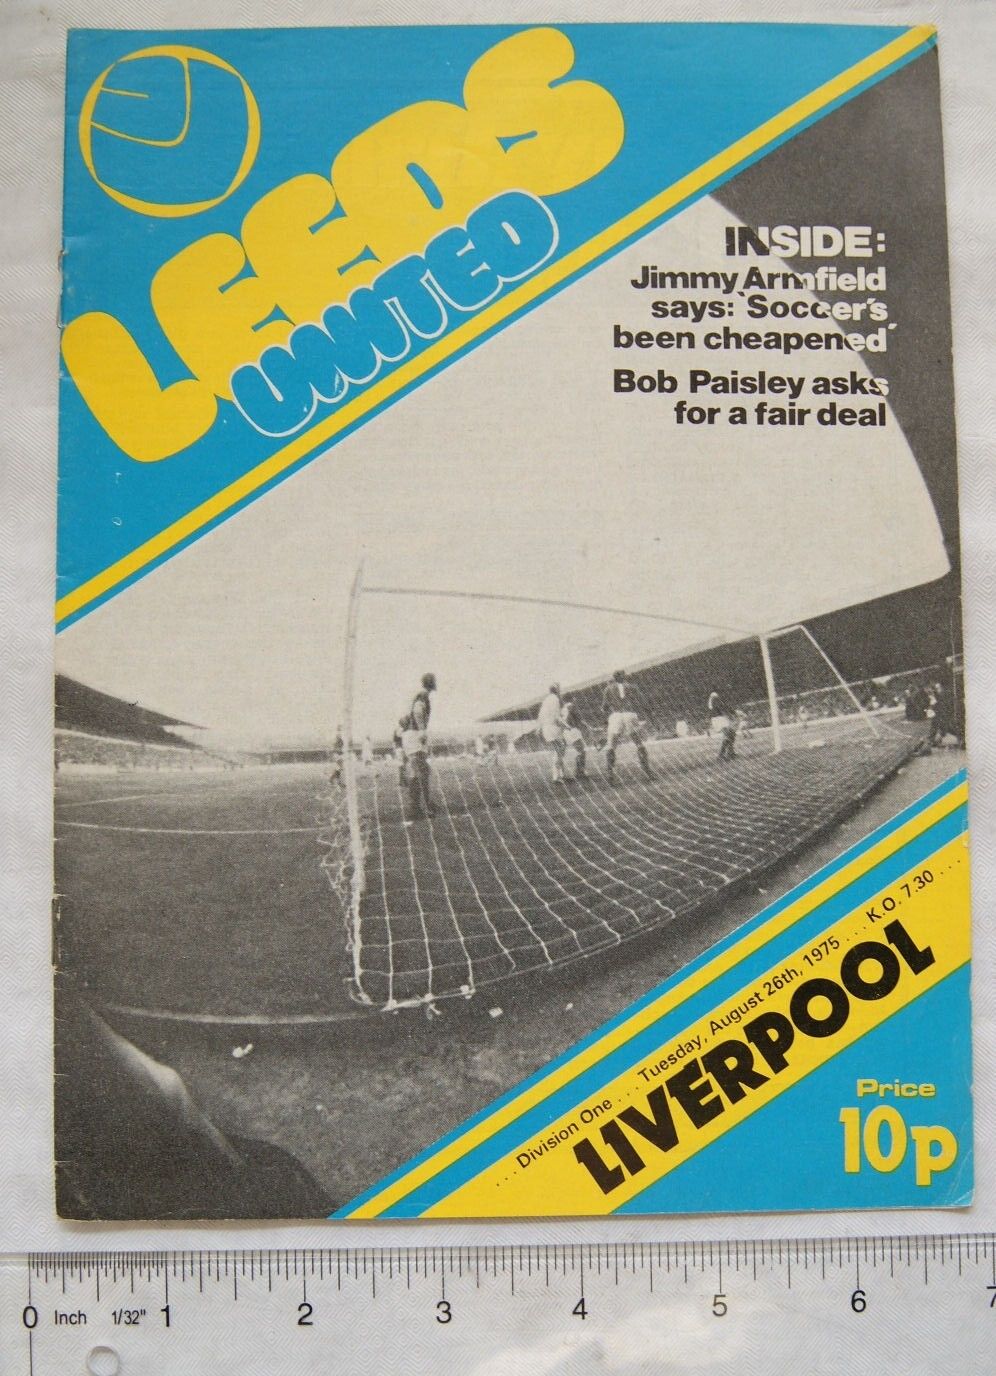 LEEDS
UNITED
INSIDE:
Jimmy Armfield
says: 'Soccer's
been cheapened'
Bob Paisley asks
for a fair deal
...Division One...Tuesday, August 26th, 1975...K.O. 7.30...
LIVERPOOL
Price
10p
0 Inch 1/32" 1 2 3 4 5 6 7